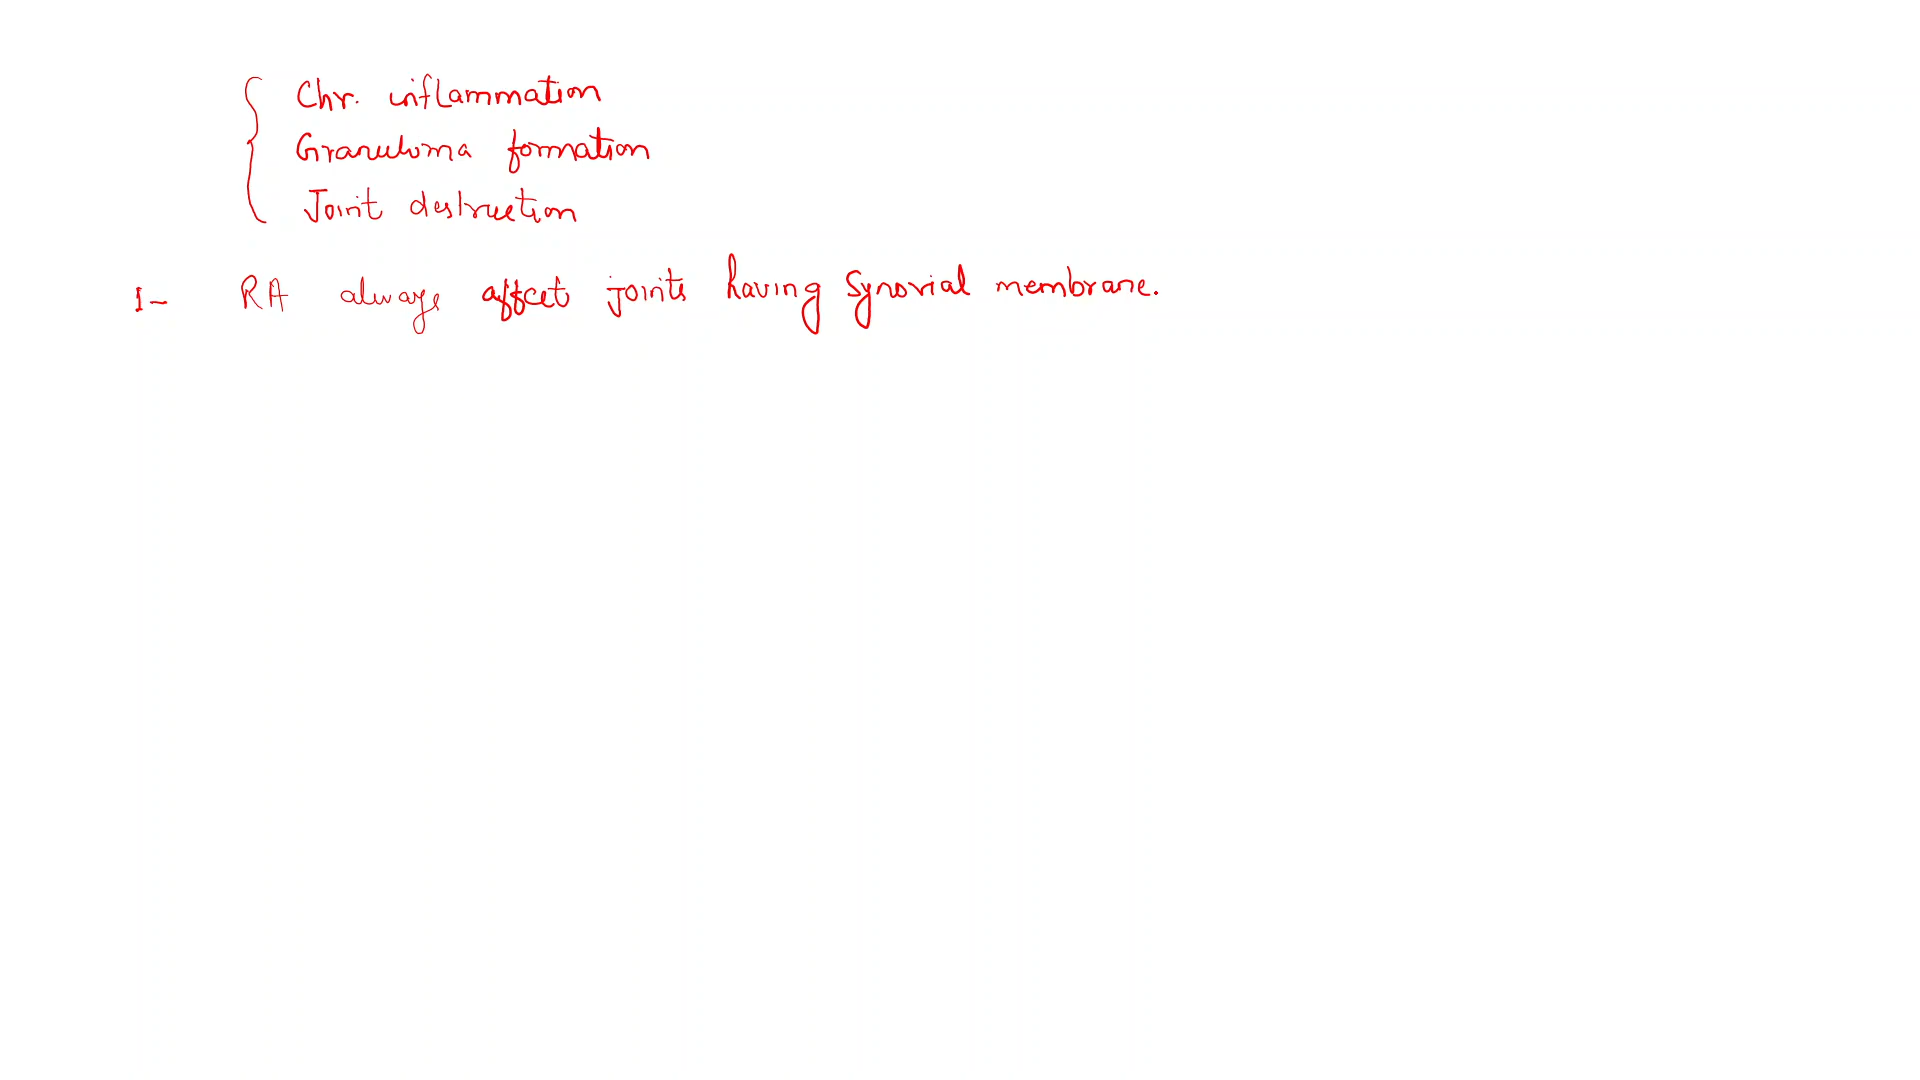 Chr. inflammation
Granuloma formation
Joint destruction
1- RA always affect joints having Synovial membrane.